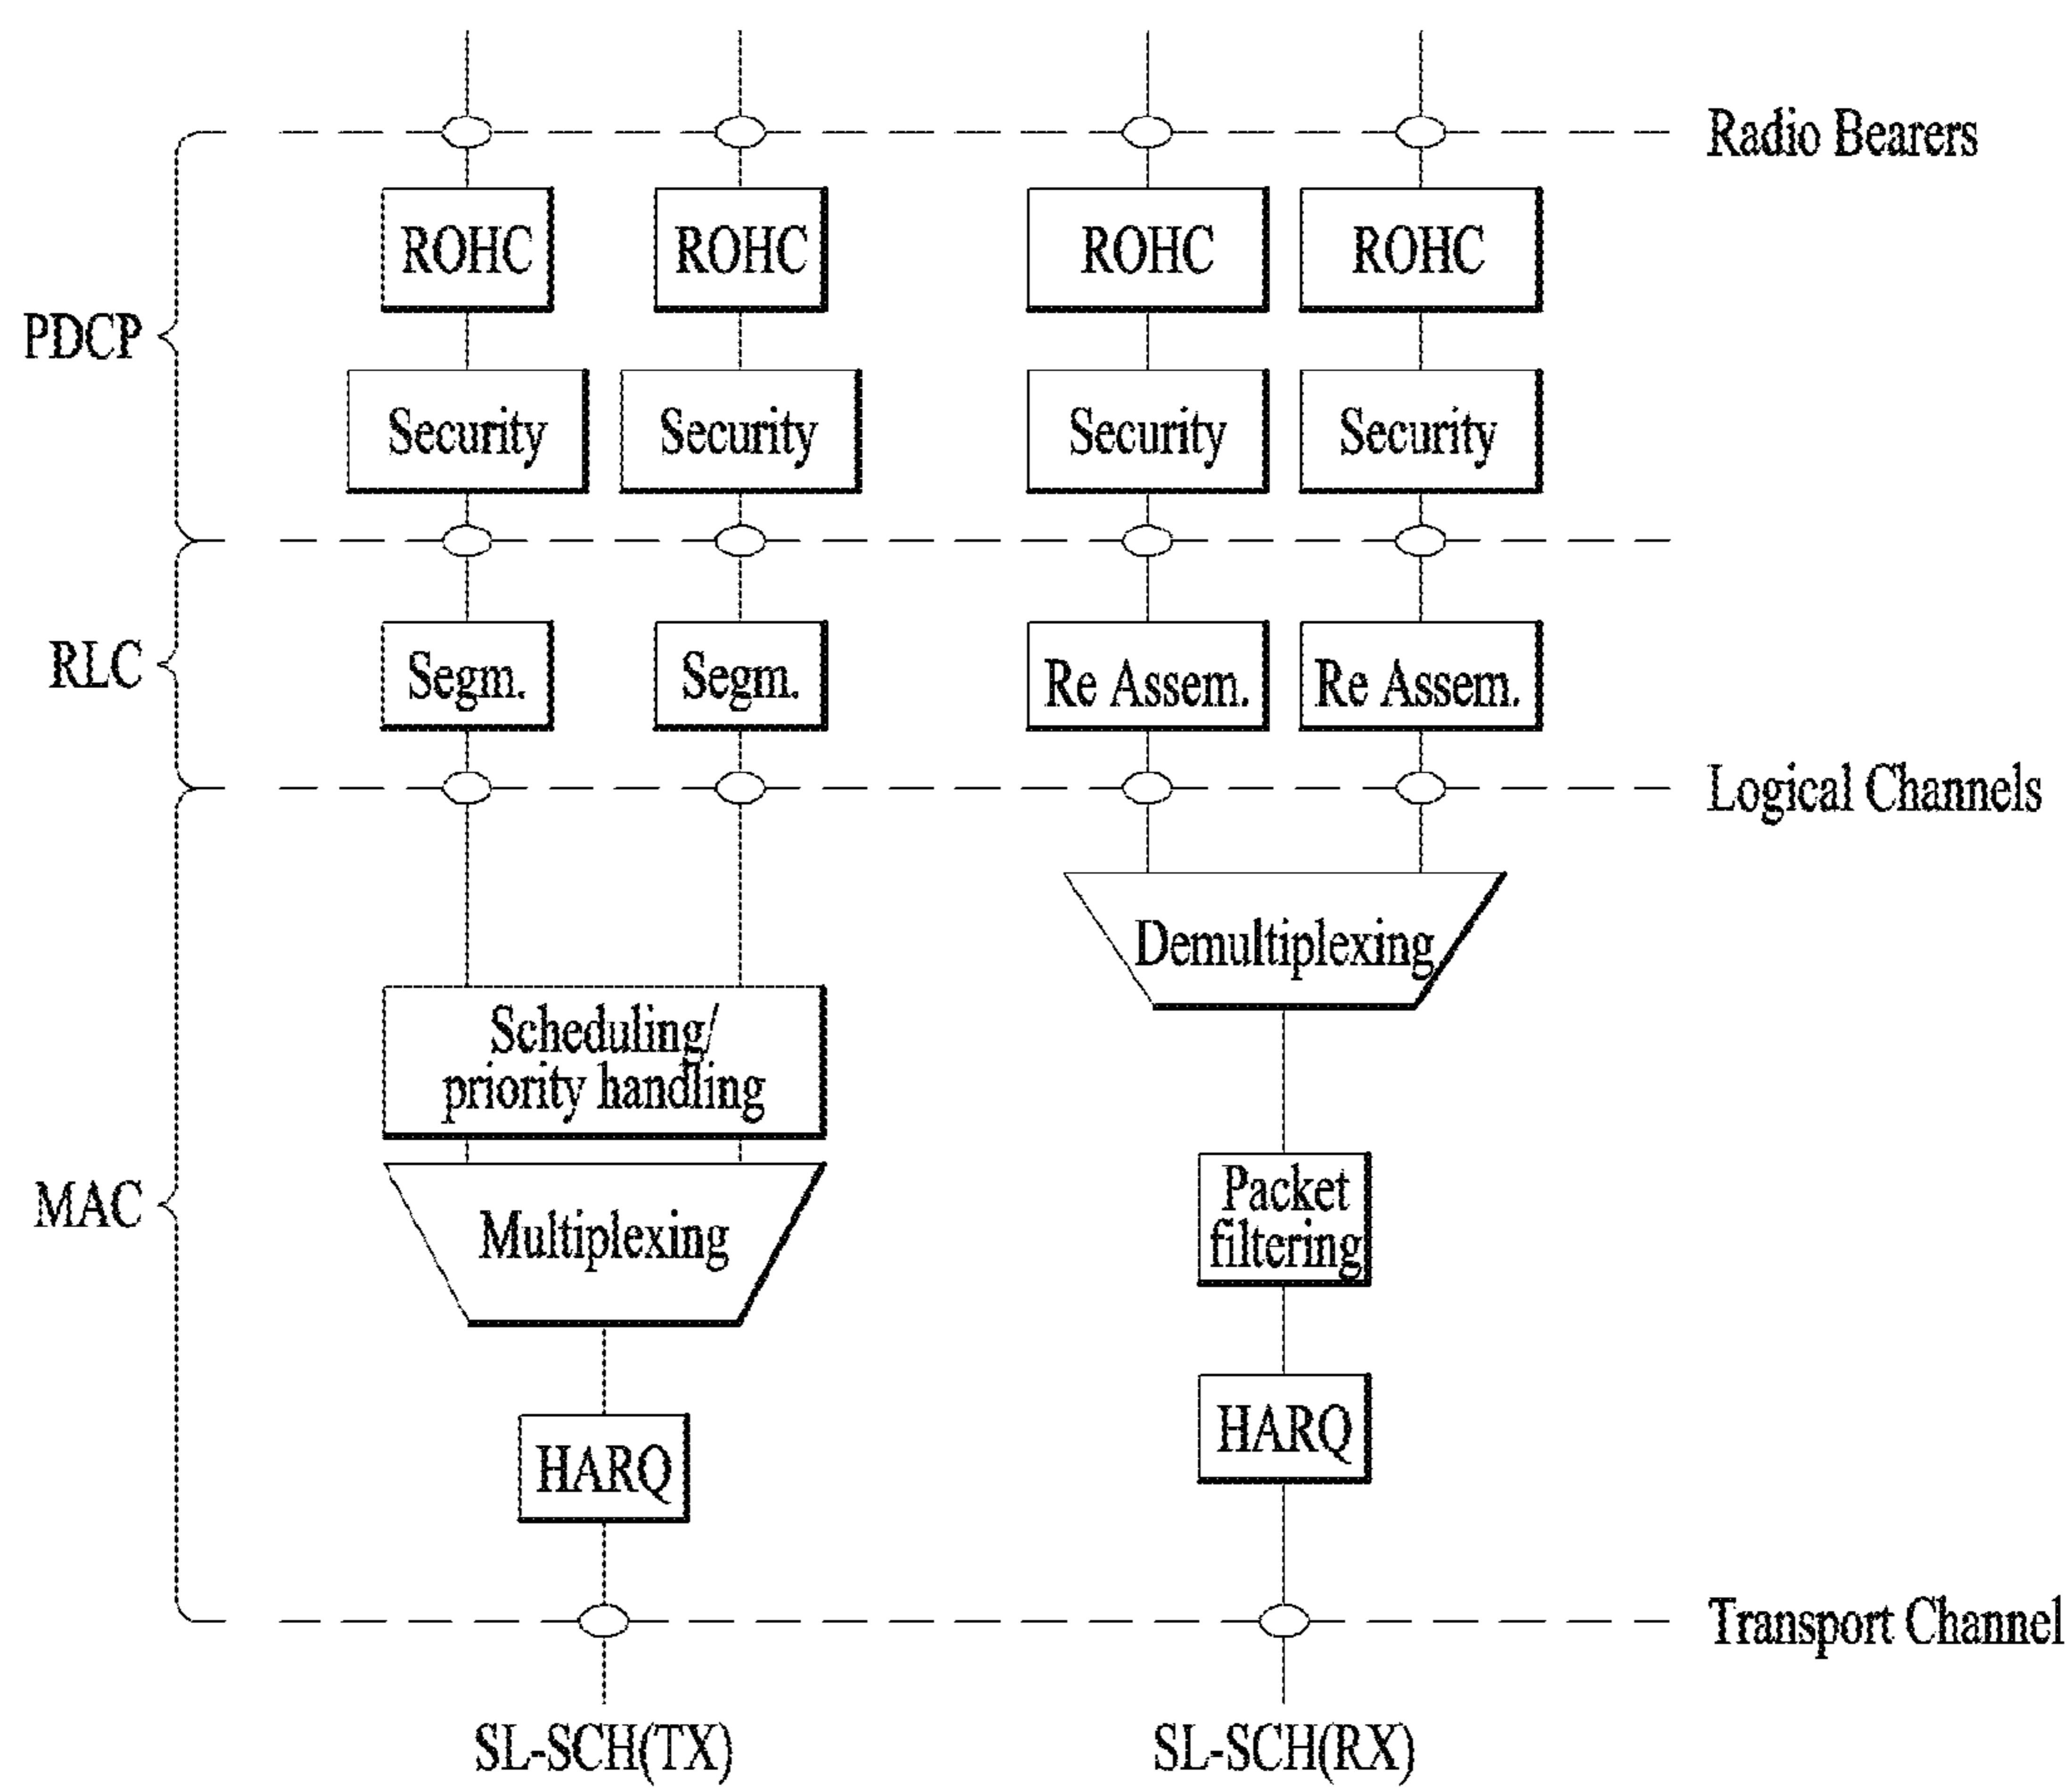 Radio Bearers
ROHC
ROHC
ROHC
ROHC
PDCP
Security
Security
Security
Security
RLC
Segm.
Segm.
Re Assem.
Re Assem.
Logical Channels
Demultiplexing
Scheduling/
priority handling
MAC
Multiplexing
Packet
filtering
HARQ
HARQ
Transport Channel
SL-SCH(TX)
SL-SCH(RX)